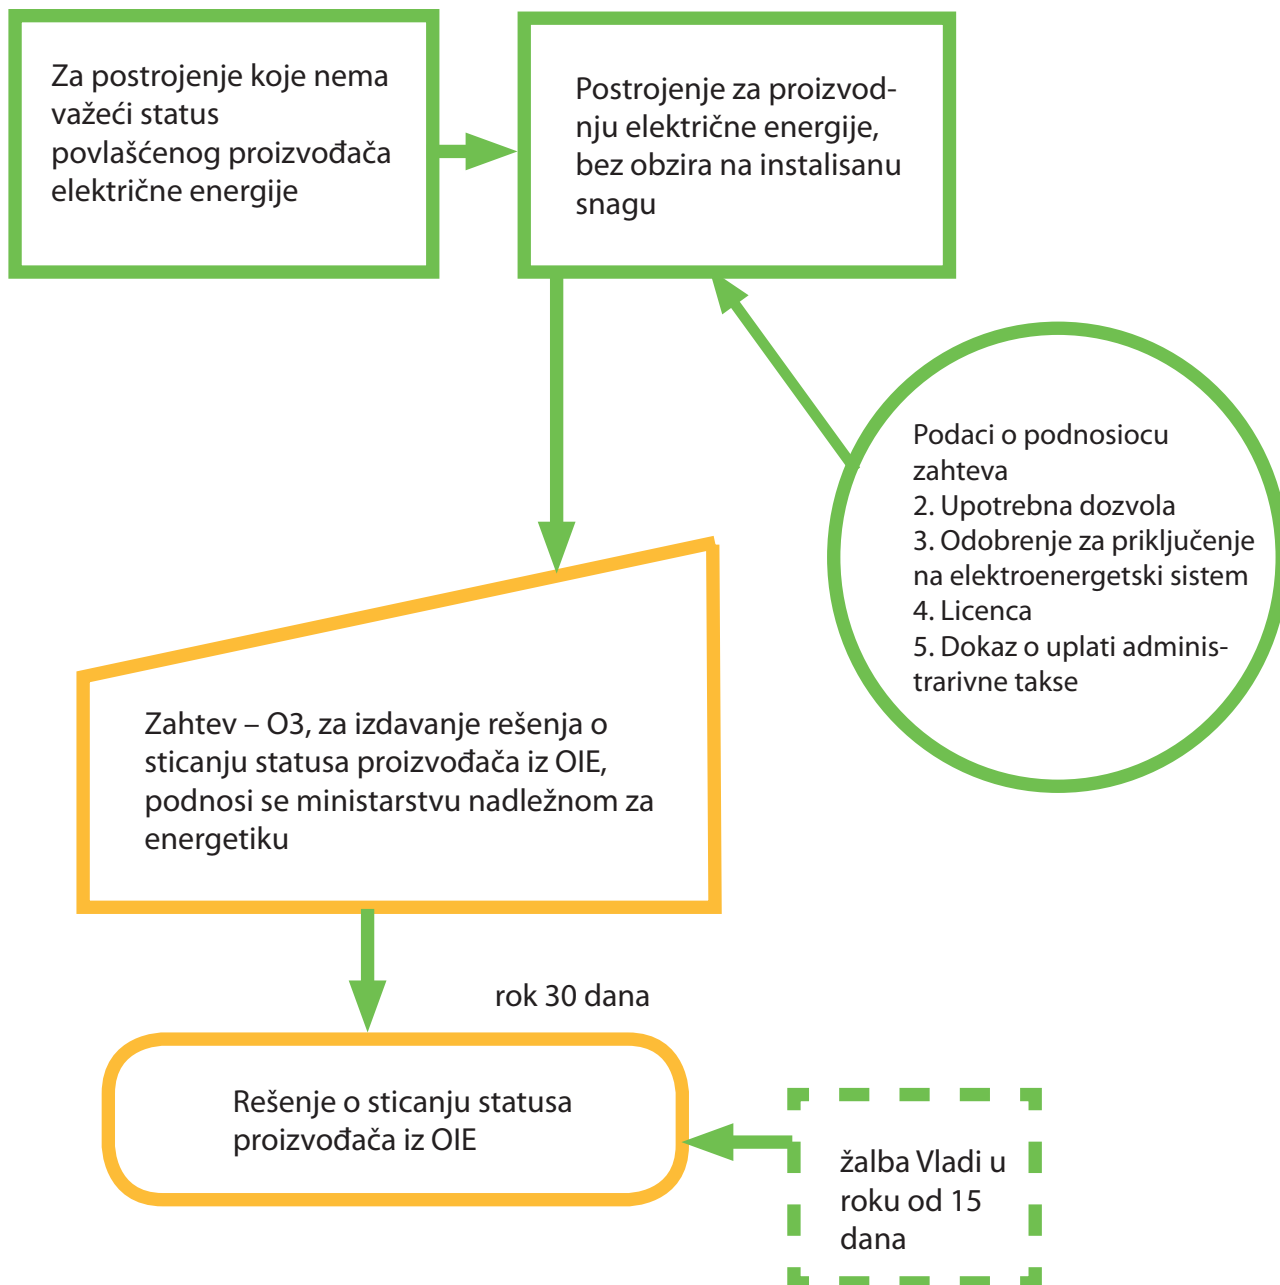 Za postrojenje koje nema
važeći status
povlašćenog proizvođača
električne energije
Postrojenje za proizvod-
nju električne energije,
bez obzira na instalisanu
snagu
Podaci o podnosiocu
zahteva
2. Upotrebna dozvola
3. Odobrenje za priključenje
na elektroenergetski sistem
4. Licenca
5. Dokaz o uplati adminis-
trarivne takse
Zahtev – O3, za izdavanje rešenja o
sticanju statusa proizvođača iz OIE,
podnosi se ministarstvu nadležnom za
energetiku
rok 30 dana
Rešenje o sticanju statusa
proizvođača iz OIE
žalba Vladi u
roku od 15
dana